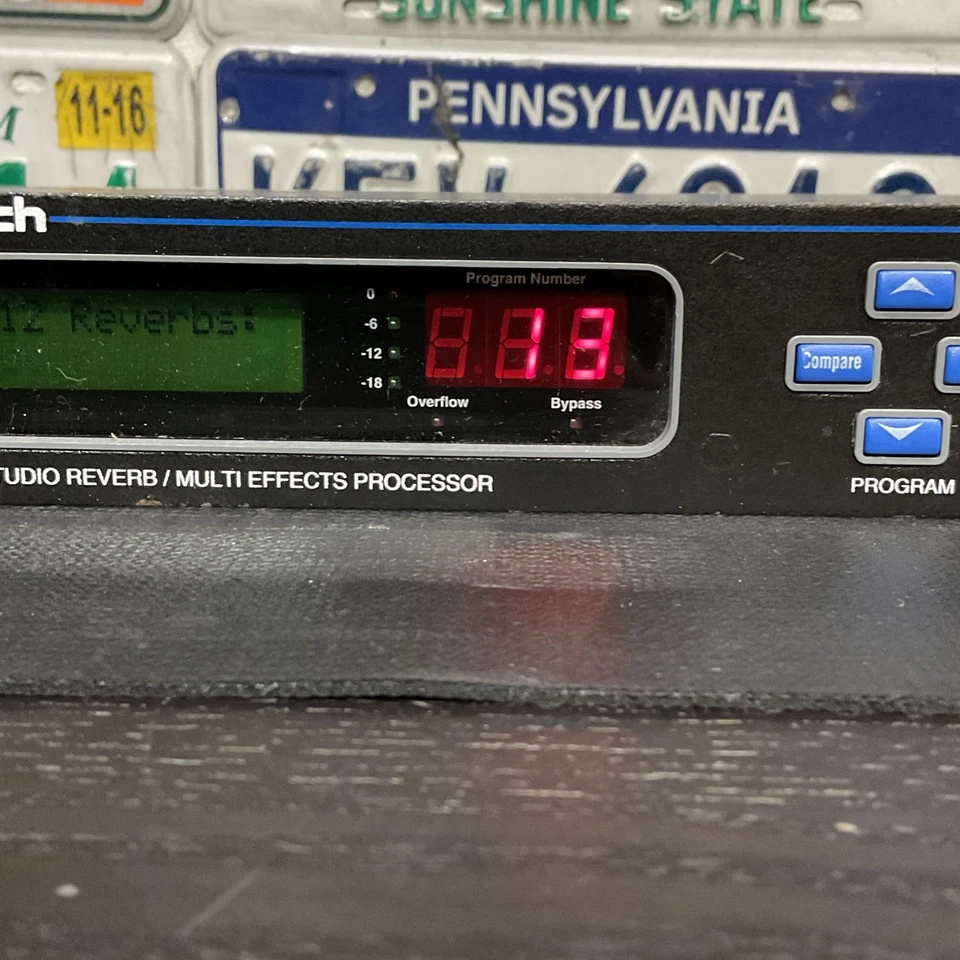 SUNSHINE STATE
11-16
PENNSYLVANIA
ch
Program Number
12 Reverbs:
0
-6
-12
-18
13
Overflow
Bypass
Compare
TUDIO REVERB / MULTI EFFECTS PROCESSOR
PROGRAM